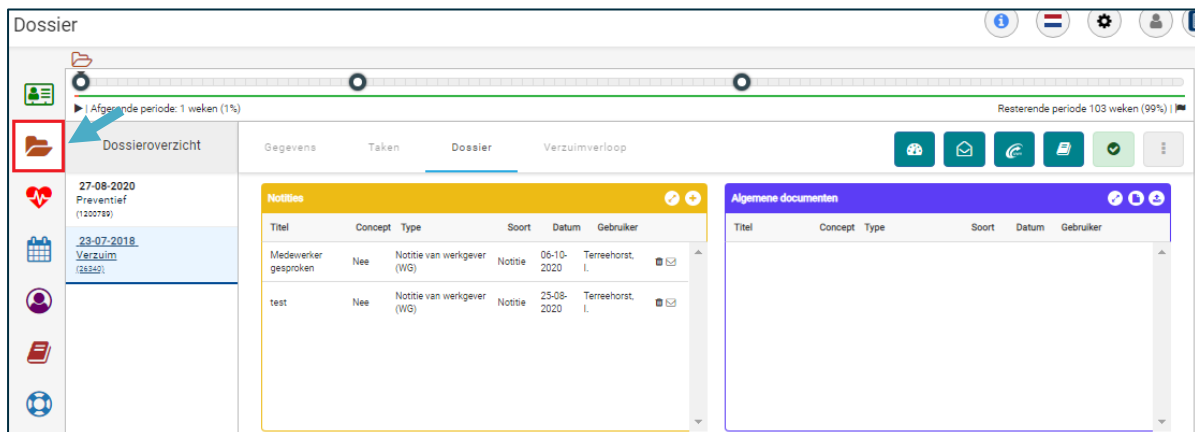 Dossier
▶ | Afgeronde periode: 1 weken (1%)
Resterende periode 103 weken (99%) |
Dossieroverzicht
Gegevens Taken Dossier Verzuimverloop
27-08-2020
Preventief
(1200789)
23-07-2018
Verzuim
(26340)
Notities
Titel Concept Type Soort Datum Gebruiker
Medewerker gesproken Nee Notitie van werkgever (WG) Notitie 06-10-2020 Terreehorst, I.
test Nee Notitie van werkgever (WG) Notitie 25-08-2020 Terreehorst, I.
Algemene documenten
Titel Concept Type Soort Datum Gebruiker